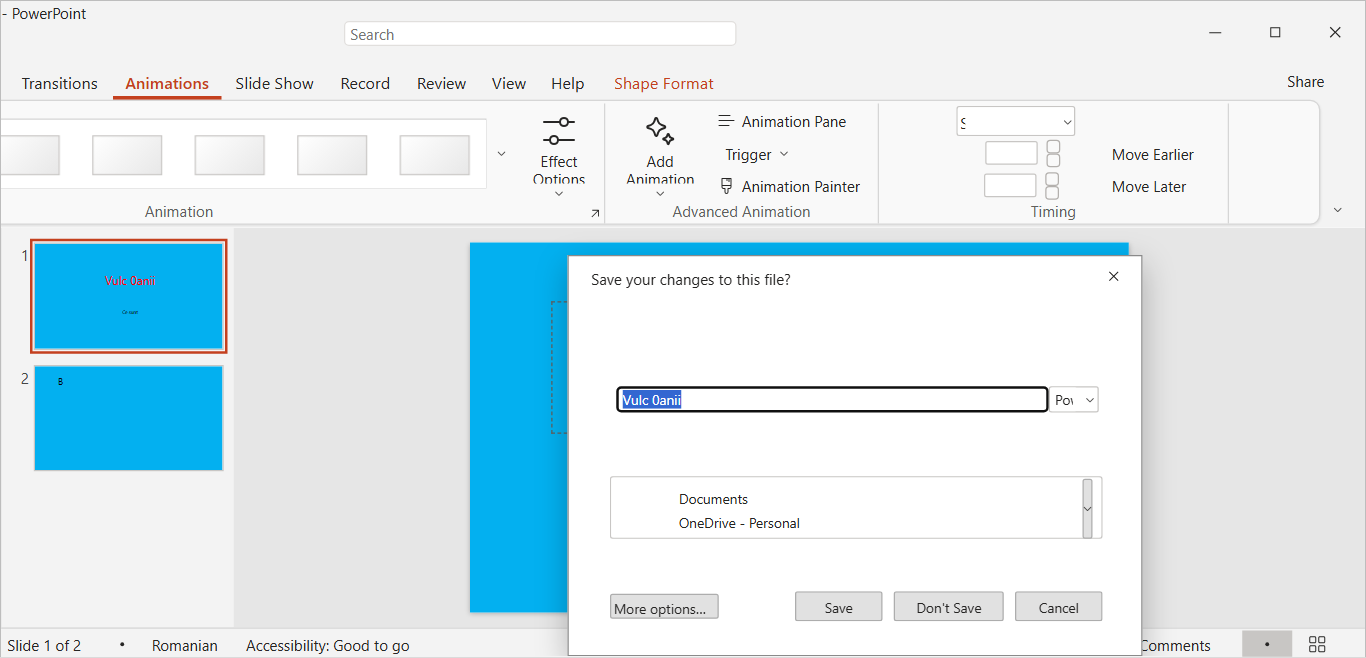 - PowerPoint
Search
Transitions Animations Slide Show Record Review View Help Shape Format Share
Effect Options
Add Animation
Animation Pane
Trigger
Animation Painter
Move Earlier
Move Later
Animation
Advanced Animation
Timing
1
Vulc 0anii
2
B
Save your changes to this file?
Vulc 0anii
Documents
OneDrive - Personal
More options... Save Don't Save Cancel
Slide 1 of 2 • Romanian Accessibility: Good to go Comments